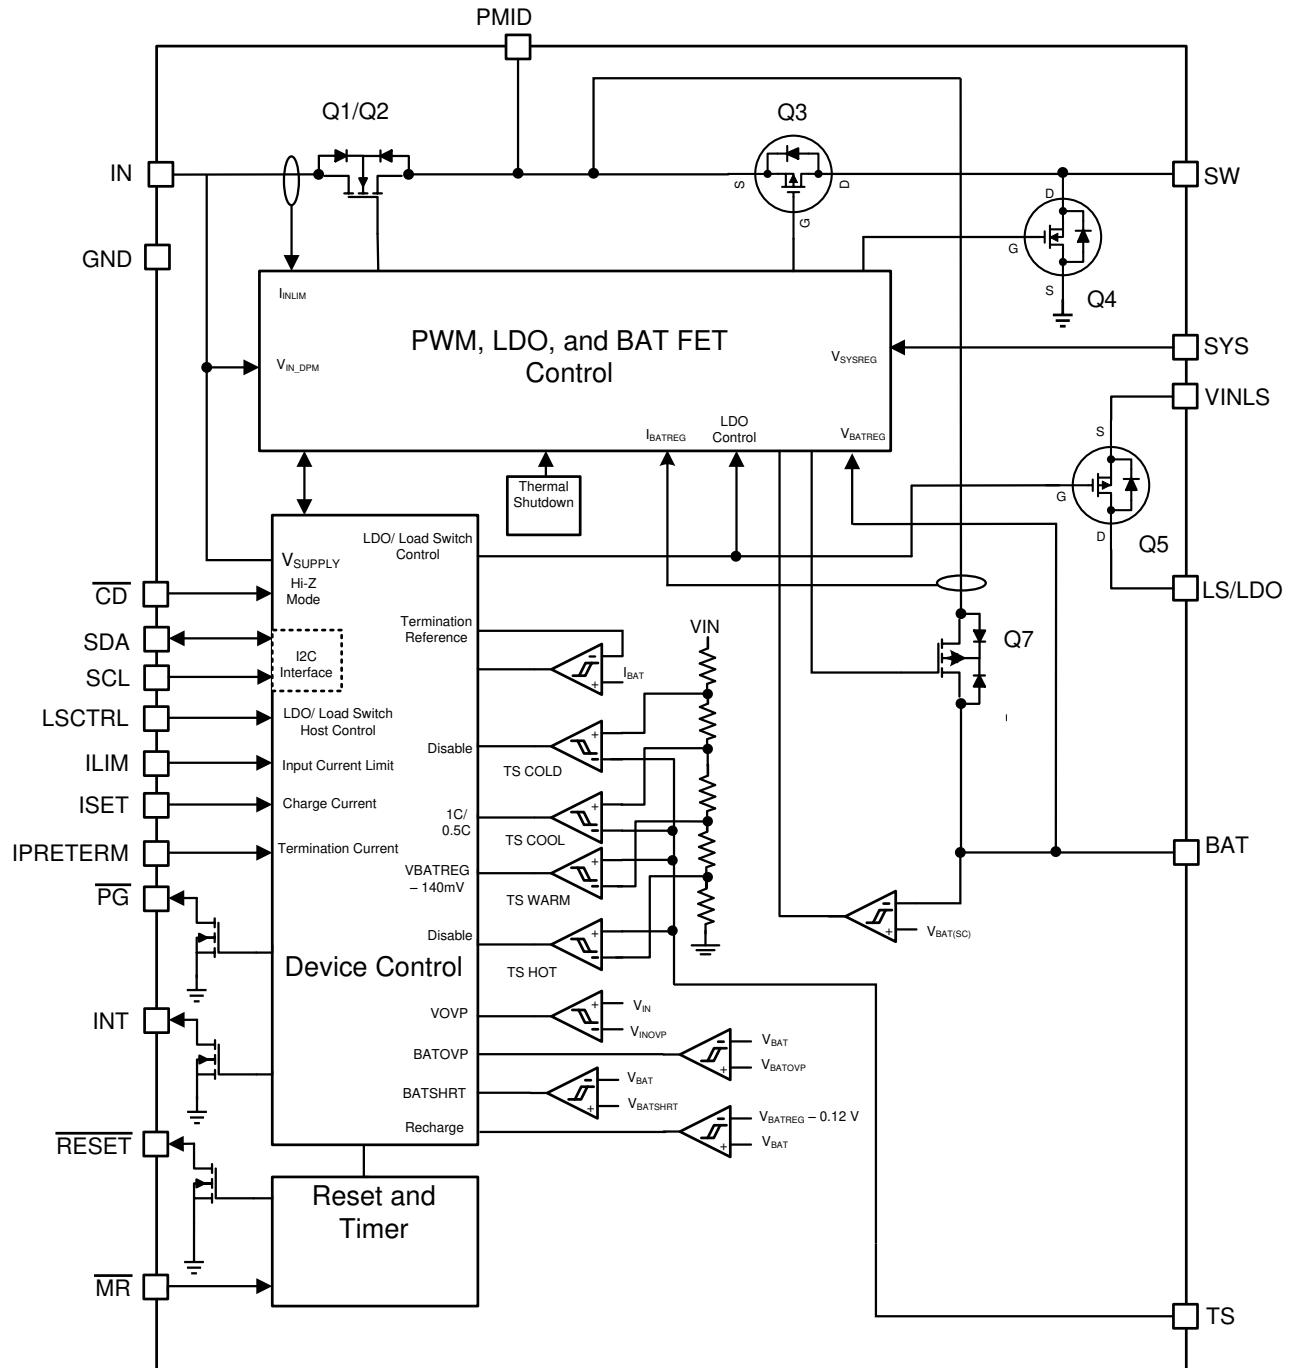 PMID
Q1/Q2
Q3
IN
SW
S
D
G
D
G
S
Q4
GND
IINLIM
PWM, LDO, and BAT FET
Control
VIN_DPM
VSYSREG
SYS
VINLS
IBATREG
LDO
Control
VBATREG
S
G
D
Q5
Thermal
Shutdown
LDO/ Load Switch
Control
VSUPPLY
Hi-Z
Mode
CD
LS/LDO
Termination
Reference
VIN
Q7
SDA
I2C
Interface
SCL
IBAT
LSCTRL
LDO/ Load Switch
Host Control
Disable
TS COLD
ILIM
Input Current Limit
ISET
Charge Current
1C/
0.5C
TS COOL
IPRETERM
Termination Current
BAT
VBATREG
– 140mV
TS WARM
PG
VBAT(SC)
Disable
TS HOT
Device Control
INT
VOVP
VIN
VINOVP
BATOVP
VBAT
VBATOVP
BATSHRT
VBAT
VBATSHRT
Recharge
VBATREG – 0.12 V
VBAT
RESET
Reset and
Timer
MR
TS